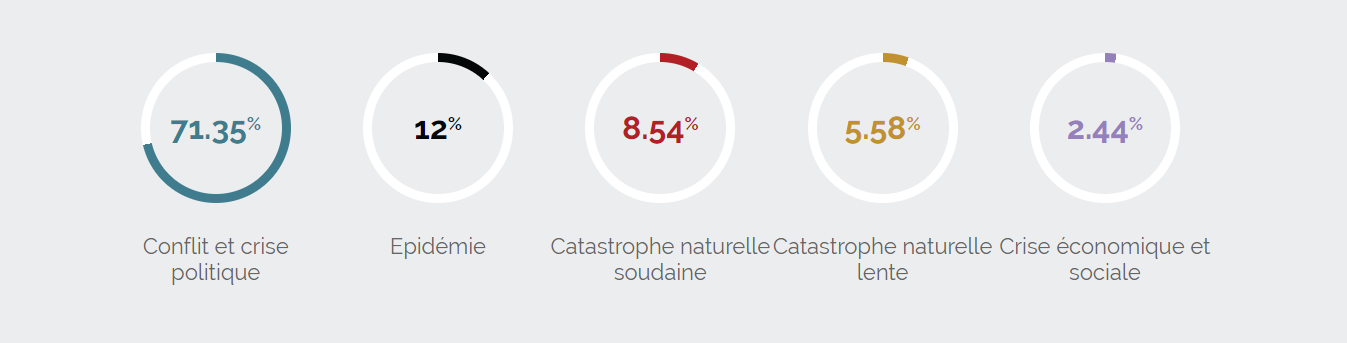 71.35%
12%
8.54%
5.58%
2.44%
Conflit et crise
politique
Epidémie
Catastrophe naturelle
soudaine
Catastrophe naturelle
lente
Crise économique et
sociale